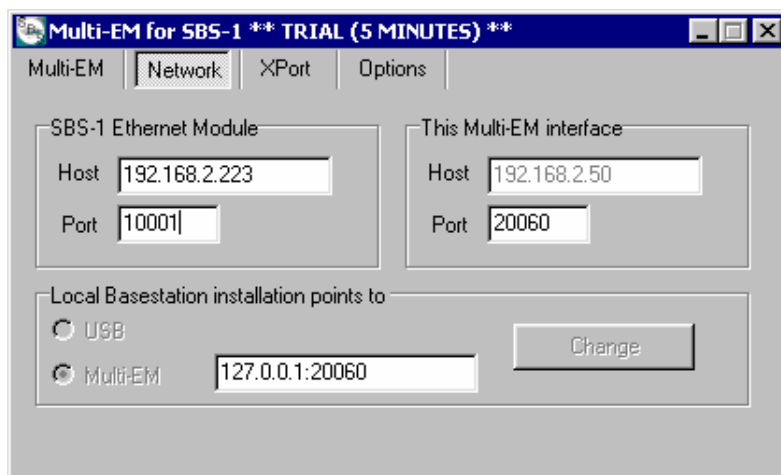 Multi-EM for SBS-1 ** TRIAL (5 MINUTES) **
Multi-EM Network XPort Options
SBS-1 Ethernet Module
Host 192.168.2.223
Port 10001
This Multi-EM interface
Host 192.168.2.50
Port 20060
Local Basestation installation points to
USB
Multi-EM 127.0.0.1:20060
Change